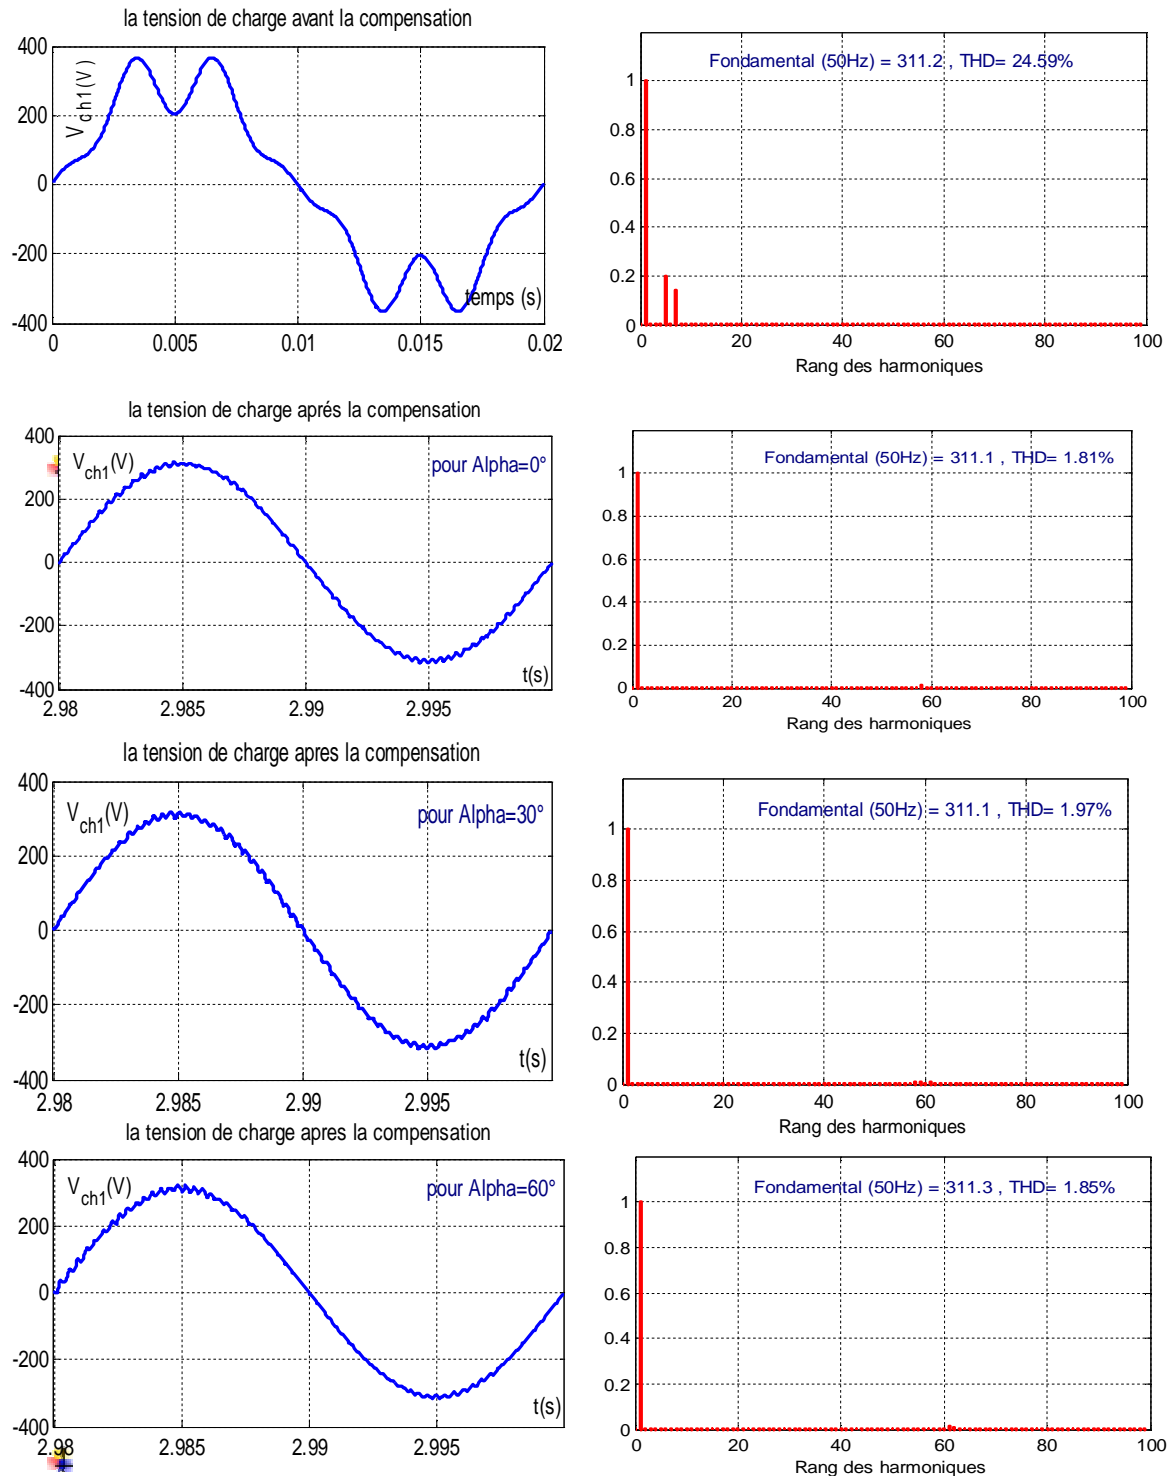 la tension de charge avant la compensation
V ch1(V)
400
200
0
-200
-400
temps (s)
0 0.005 0.01 0.015 0.02
Fondamental (50Hz) = 311.2 , THD= 24.59%
1
0.8
0.6
0.4
0.2
0
0 20 40 60 80 100
Rang des harmoniques
la tension de charge aprés la compensation
400
200
0
-200
-400
Vch1(V)
pour Alpha=0°
t(s)
2.98 2.985 2.99 2.995
Fondamental (50Hz) = 311.1 , THD= 1.81%
1
0.8
0.6
0.4
0.2
0
0 20 40 60 80 100
Rang des harmoniques
la tension de charge apres la compensation
400
200
0
-200
-400
Vch1(V)
pour Alpha=30°
t(s)
2.98 2.985 2.99 2.995
Fondamental (50Hz) = 311.1 , THD= 1.97%
1
0.8
0.6
0.4
0.2
0
0 20 40 60 80 100
Rang des harmoniques
la tension de charge apres la compensation
400
200
0
-200
-400
Vch1(V)
pour Alpha=60°
t(s)
2.98 2.985 2.99 2.995
Fondamental (50Hz) = 311.3 , THD= 1.85%
1
0.8
0.6
0.4
0.2
0
0 20 40 60 80 100
Rang des harmoniques